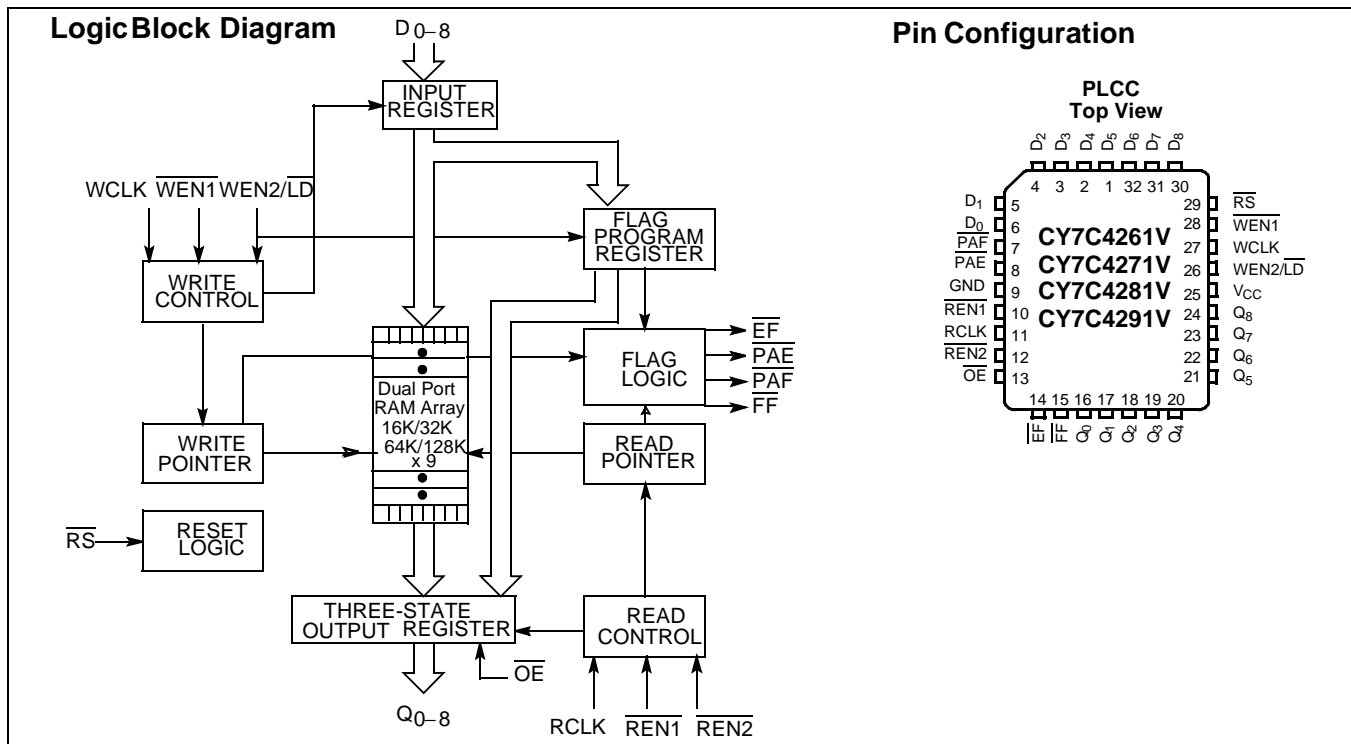 Logic Block Diagram
D0–8
INPUT
REGISTER
WCLK WEN1 WEN2/LD
FLAG
PROGRAM
REGISTER
WRITE
CONTROL
EF
PAE
PAF
FF
FLAG
LOGIC
Dual Port
RAM Array
16K/32K
64K/128K
x 9
WRITE
POINTER
READ
POINTER
RS
RESET
LOGIC
THREE-STATE
OUTPUT REGISTER
READ
CONTROL
OE
Q0–8
RCLK REN1 REN2
Pin Configuration
PLCC
Top View
D2 D3 D4 D5 D6 D7 D8
4 3 2 1 32 31 30
D1 5
D0 6
PAF 7
PAE 8
GND 9
REN1 10
RCLK 11
REN2 12
OE 13
CY7C4261V
CY7C4271V
CY7C4281V
CY7C4291V
29 RS
28 WEN1
27 WCLK
26 WEN2/LD
25 VCC
24 Q8
23 Q7
22 Q6
21 Q5
14 15 16 17 18 19 20
EF FF Q0 Q1 Q2 Q3 Q4